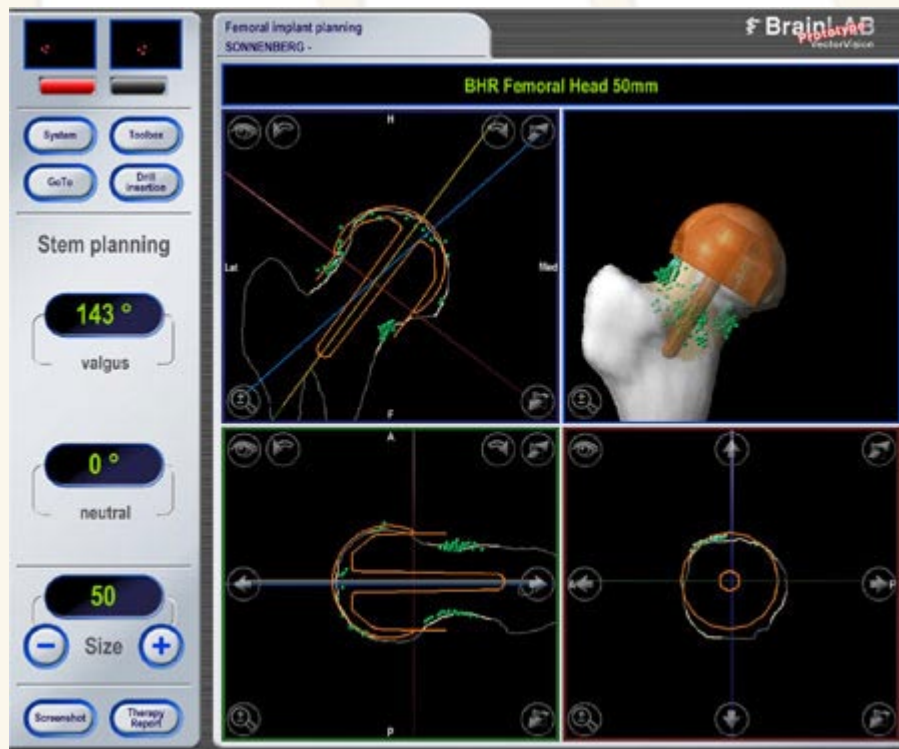 Femoral implant planning
SONNENBERG -
BrainLAB
Prototype
VectorVision
BHR Femoral Head 50mm
System
Toolbox
GoTo
Drill
insertion
Stem planning
143 °
valgus
0 °
neutral
50
Size
Screenshot
Therapy
Report
H
Lat
Med
F
A
P
P